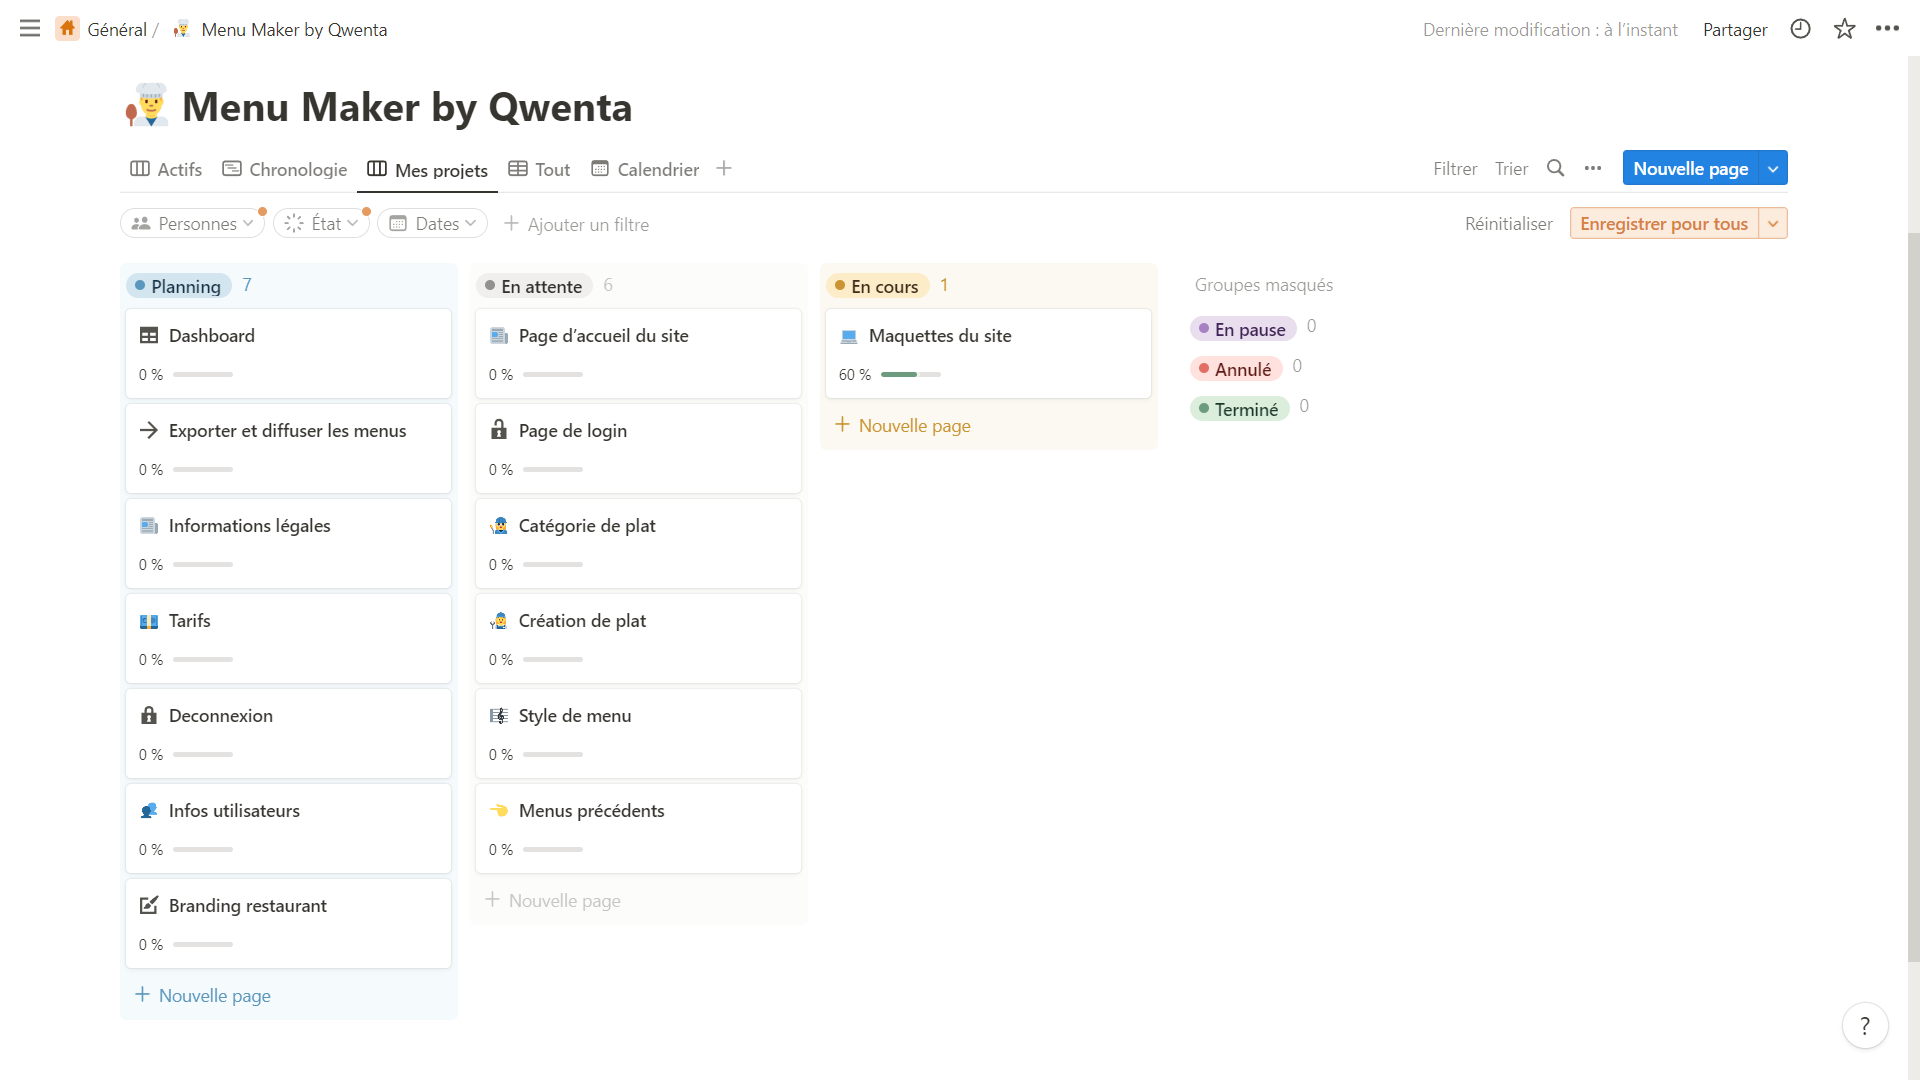 Général / Menu Maker by Qwenta
Dernière modification : à l’instant Partager
Menu Maker by Qwenta
Actifs Chronologie Mes projets Tout Calendrier
Filtrer Trier Nouvelle page
Personnes État Dates Ajouter un filtre
Réinitialiser Enregistrer pour tous
Planning 7
Dashboard
0 %
Exporter et diffuser les menus
0 %
Informations légales
0 %
Tarifs
0 %
Deconnexion
0 %
Infos utilisateurs
0 %
Branding restaurant
0 %
Nouvelle page
En attente 6
Page d’accueil du site
0 %
Page de login
0 %
Catégorie de plat
0 %
Création de plat
0 %
Style de menu
0 %
Menus précédents
0 %
Nouvelle page
En cours 1
Maquettes du site
60 %
Nouvelle page
Groupes masqués
En pause 0
Annulé 0
Terminé 0
?